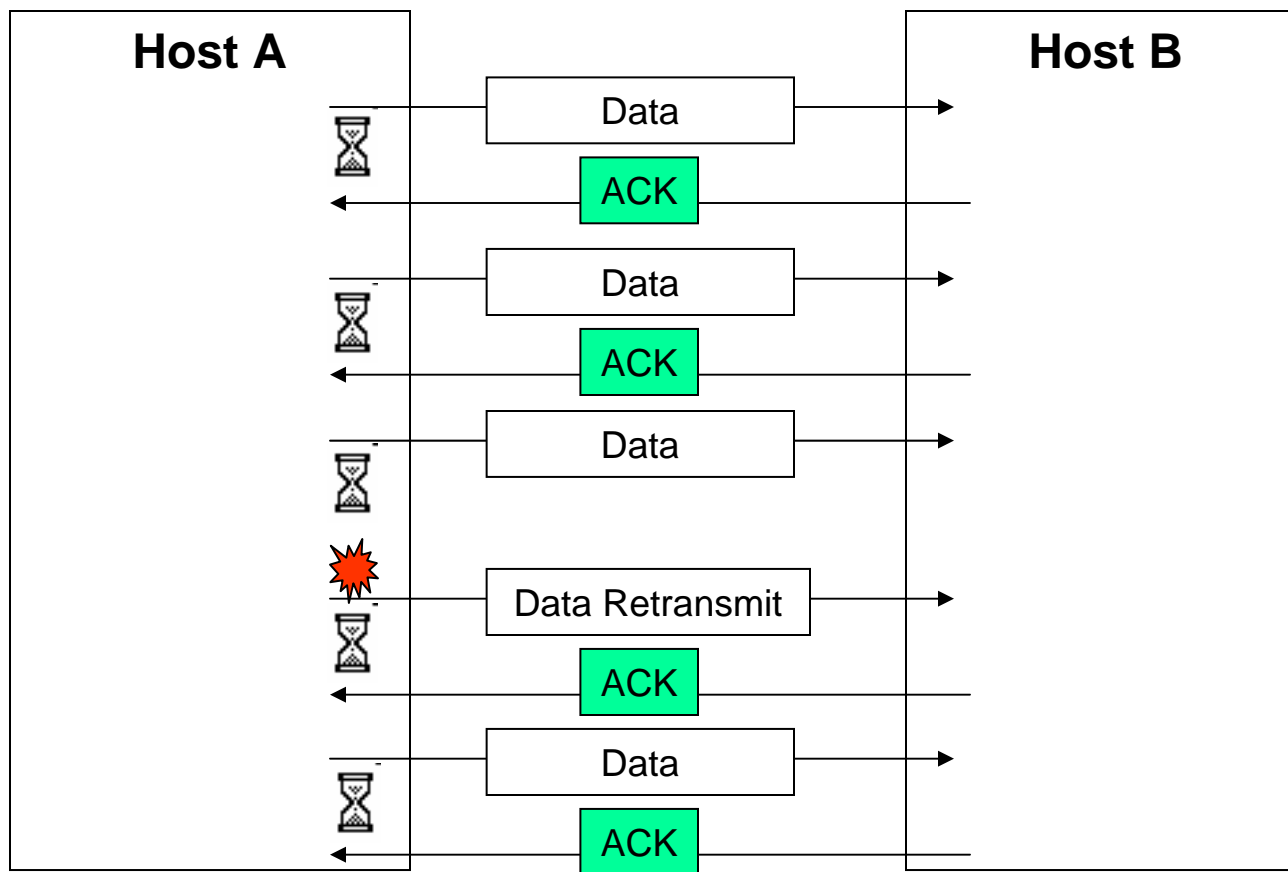 Host A
Host B
Data
ACK
Data
ACK
Data
Data Retransmit
ACK
Data
ACK